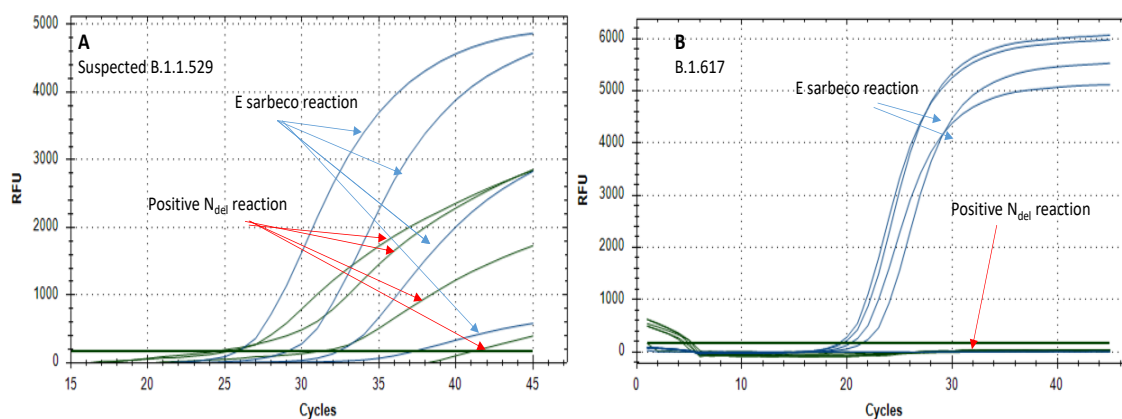 A
Suspected B.1.1.529
E sarbeco reaction
Positive Ndel reaction
RFU
5000
4000
3000
2000
1000
0
15
20
25
30
35
40
45
Cycles
B
B.1.617
E sarbeco reaction
Positive Ndel reaction
RFU
6000
5000
4000
3000
2000
1000
0
0
10
20
30
40
Cycles